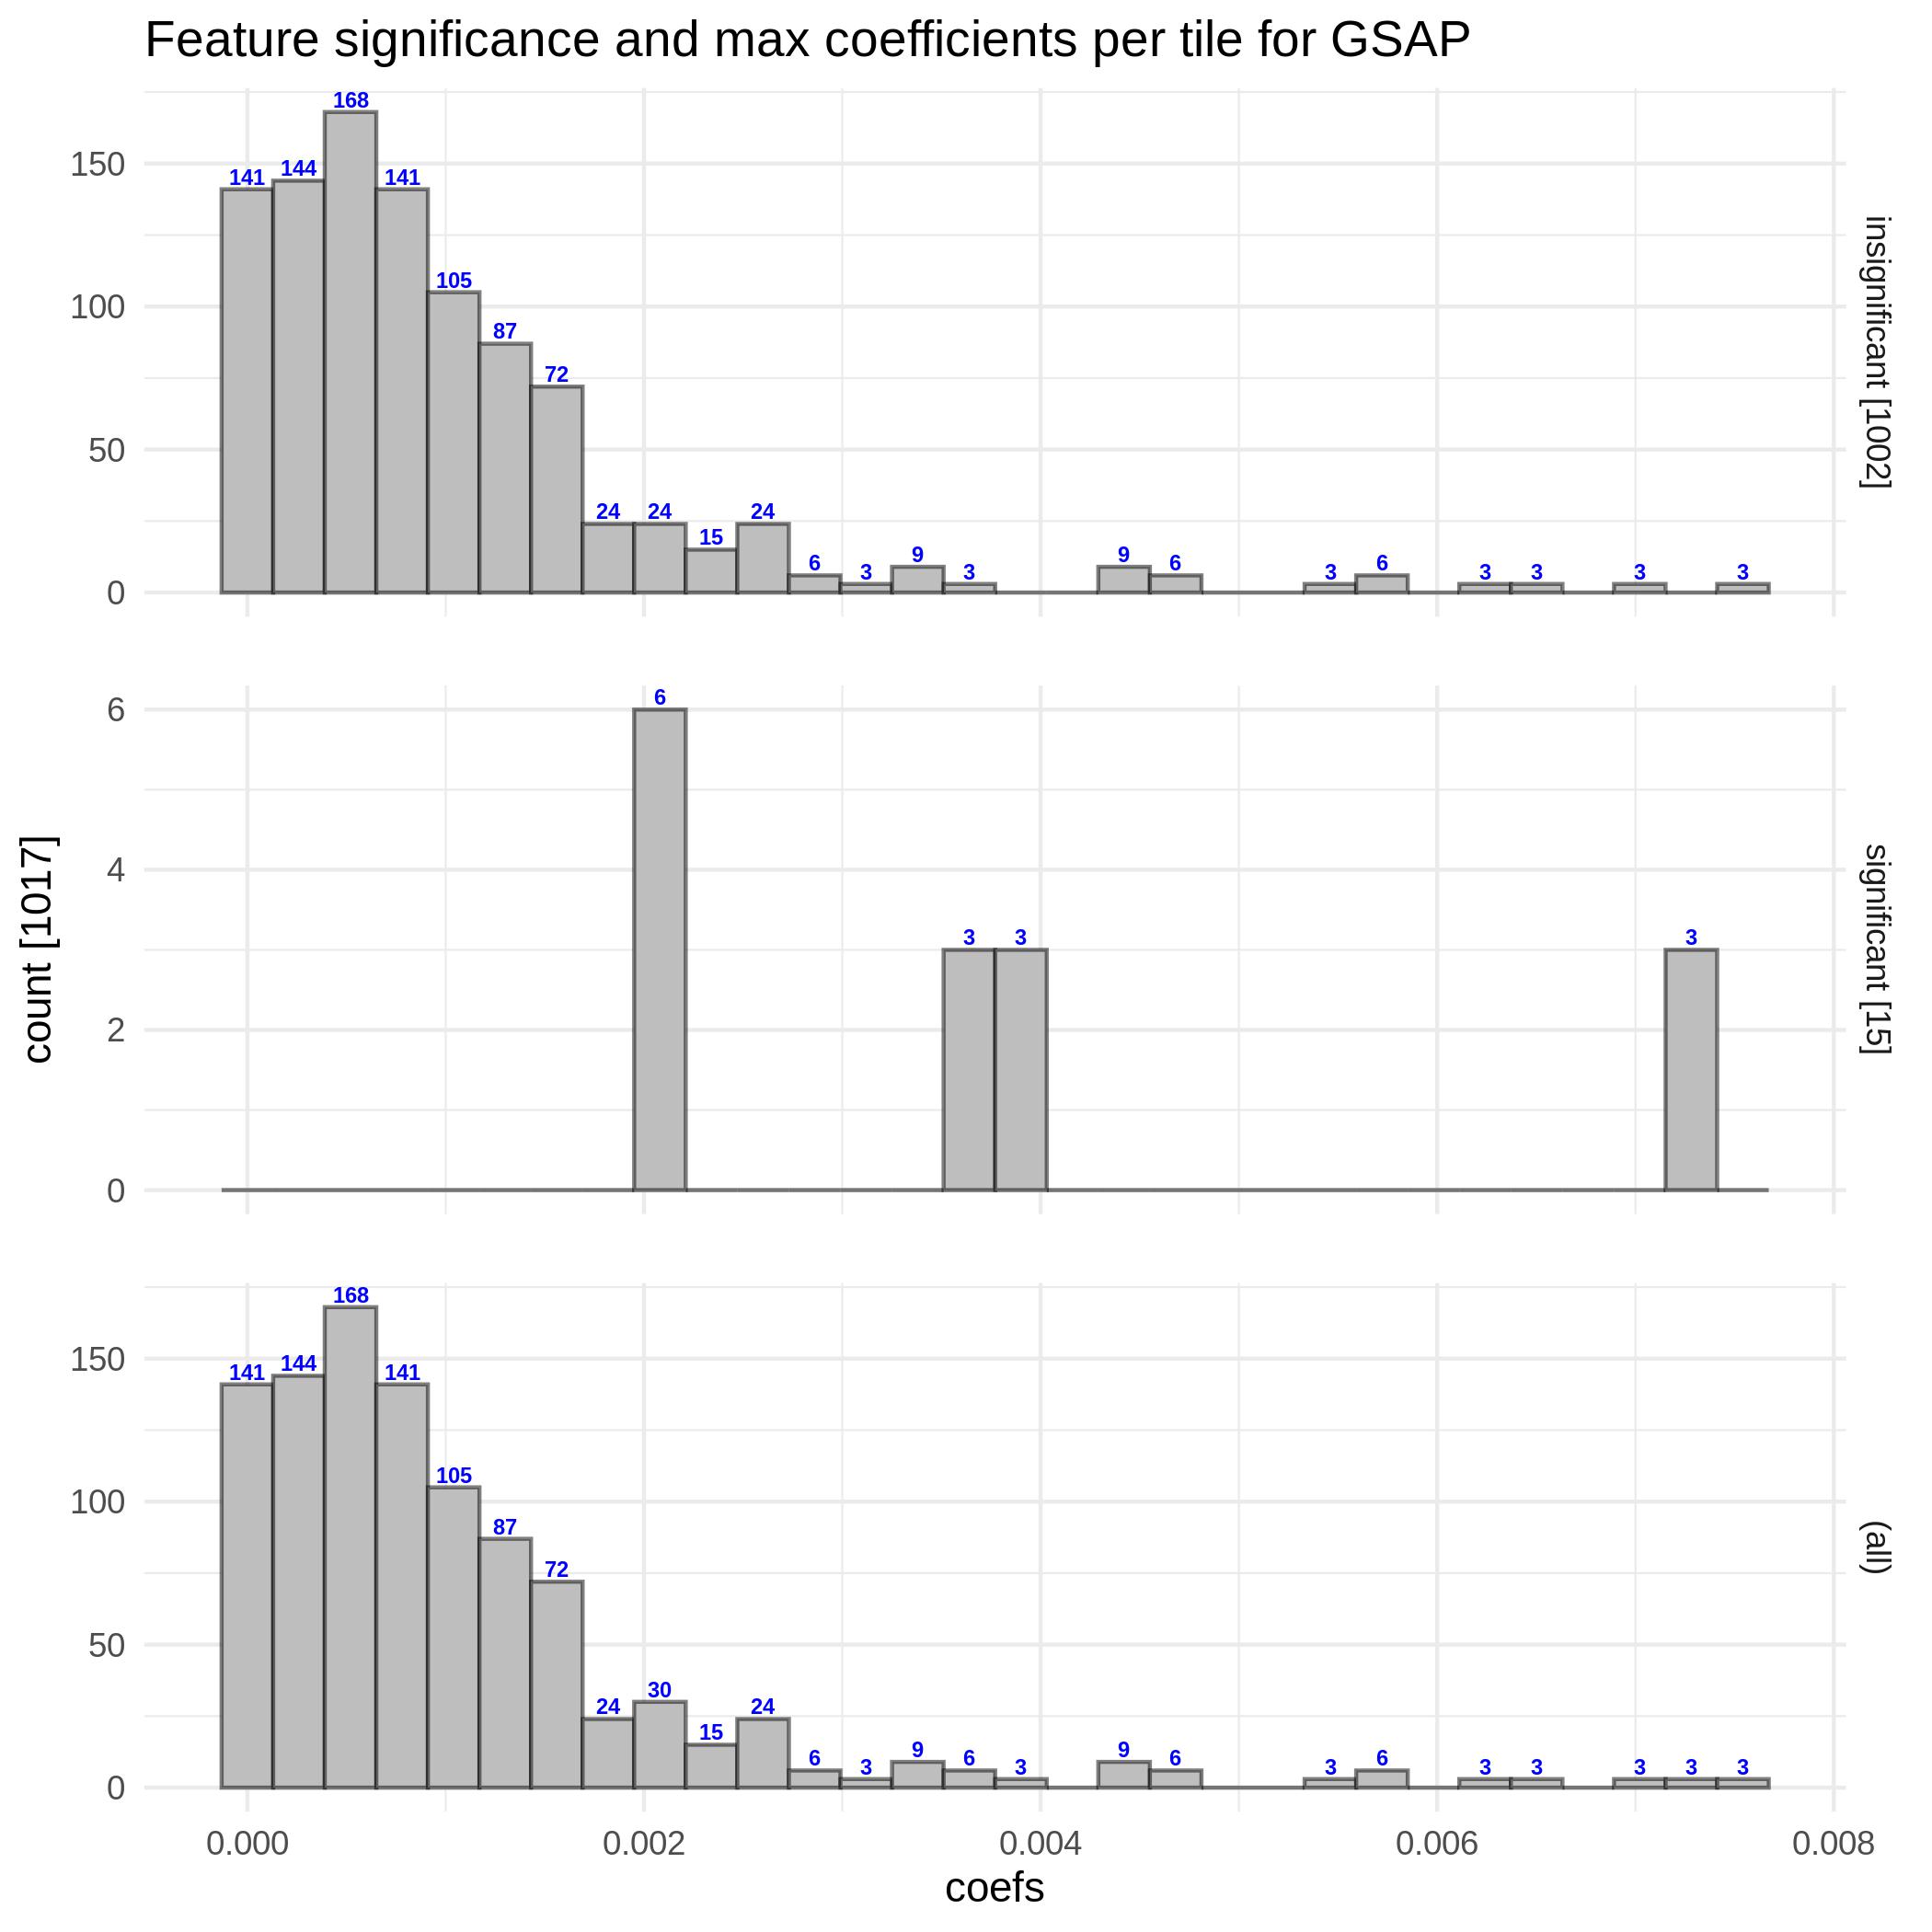 Feature significance and max coefficients per tile for GSAP
168
150
141 144 141
105
100
87
72
50
24 24 15 24
6 3 9 3 9 6 3 6 3 3 3 3
0
insignificant [1002]
6
6
4
3 3 3
2
0
significant [15]
count [1017]
168
150
141 144 141
105
100
87
72
50
24 30 15 24
6 3 9 6 3 9 6 3 6 3 3 3 3 3
0
(all)
0.000 0.002 0.004 0.006 0.008
coefs